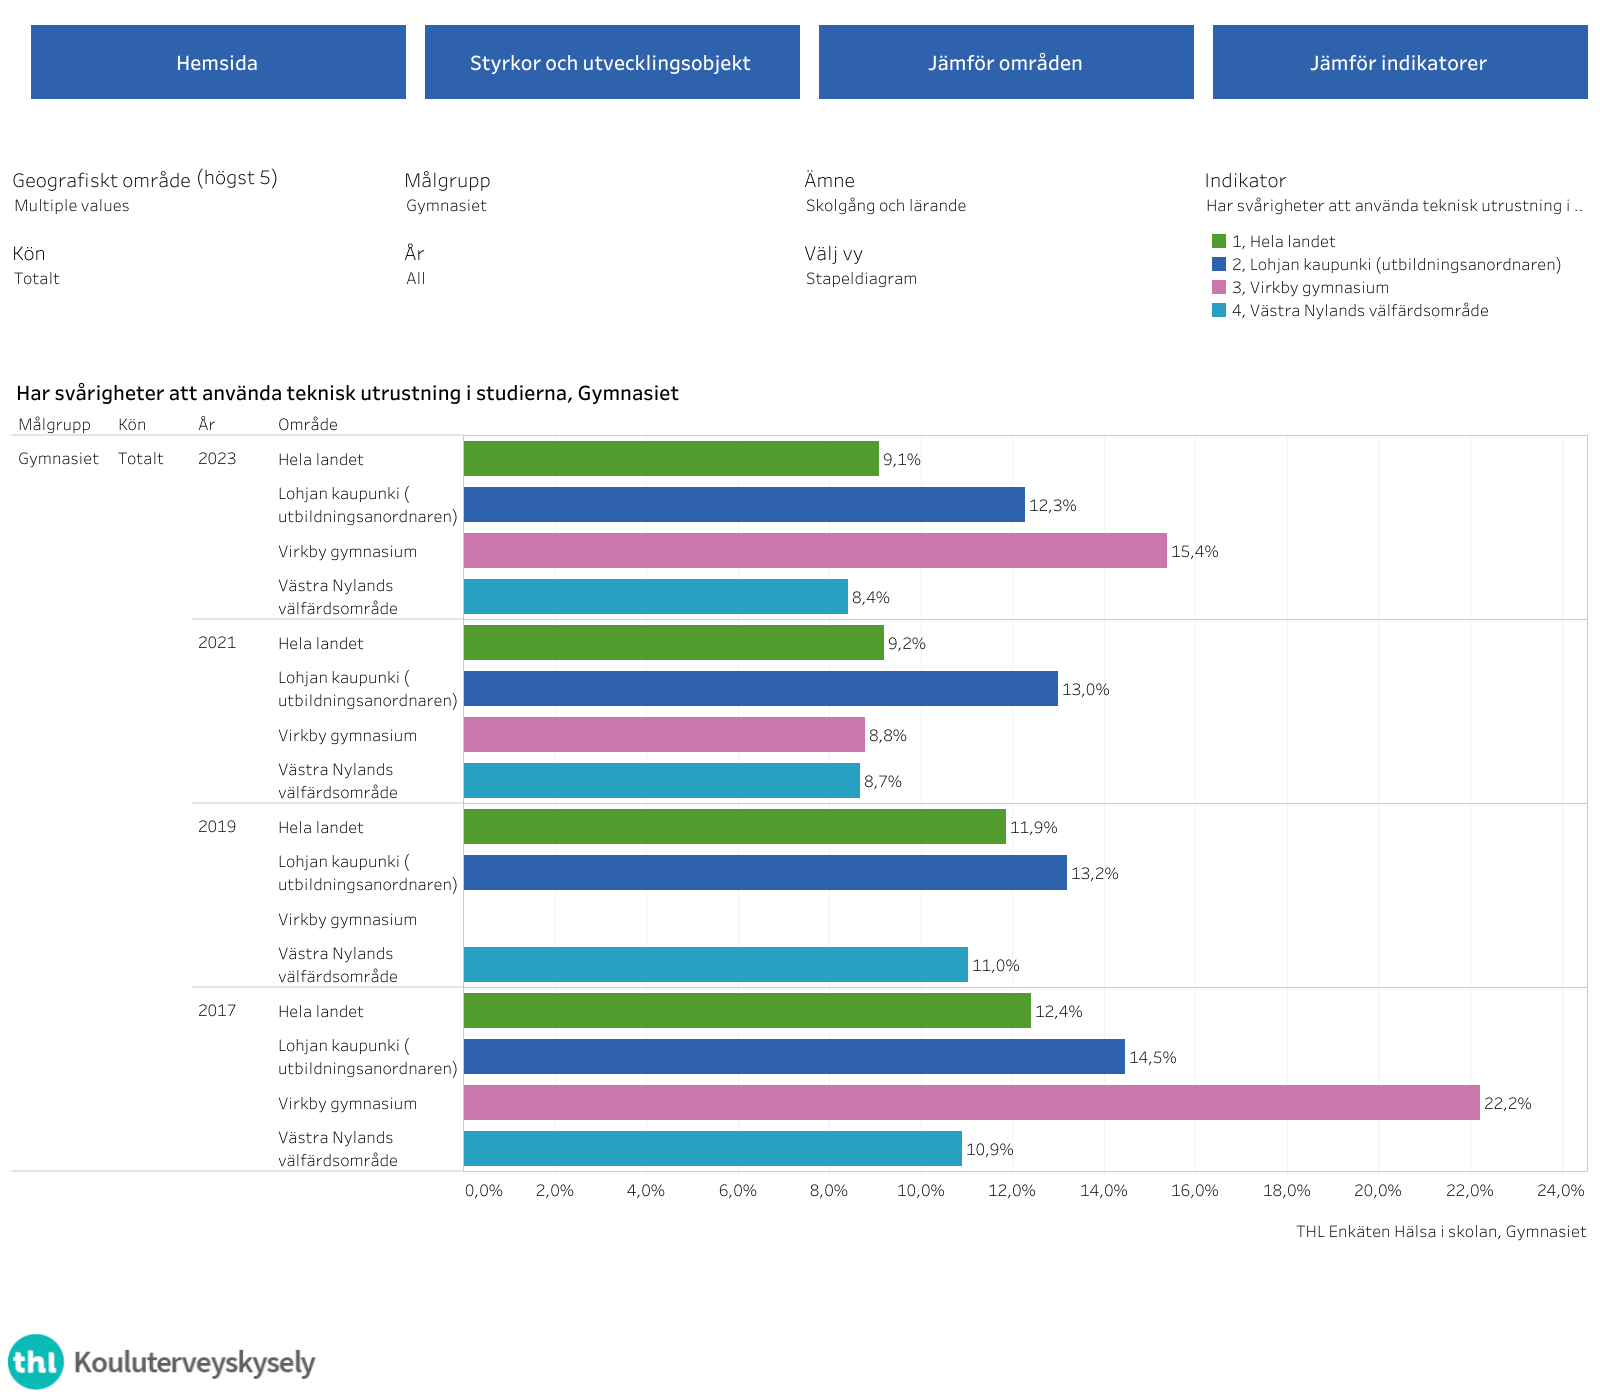 Hemsida
Styrkor och utvecklingsobjekt
Jämför områden
Jämför indikatorer
Geografiskt område (högst 5)
Multiple values
Målgrupp
Gymnasiet
Ämne
Skolgång och lärande
Indikator
Har svårigheter att använda teknisk utrustning i ..
Kön
Totalt
År
All
Välj vy
Stapeldiagram
1, Hela landet
2, Lohjan kaupunki (utbildningsanordnaren)
3, Virkby gymnasium
4, Västra Nylands välfärdsområde
Har svårigheter att använda teknisk utrustning i studierna, Gymnasiet
Målgrupp Kön År Område
Gymnasiet Totalt 2023 Hela landet 9,1%
Lohjan kaupunki (
utbildningsanordnaren) 12,3%
Virkby gymnasium 15,4%
Västra Nylands
välfärdsområde 8,4%
2021 Hela landet 9,2%
Lohjan kaupunki (
utbildningsanordnaren) 13,0%
Virkby gymnasium 8,8%
Västra Nylands
välfärdsområde 8,7%
2019 Hela landet 11,9%
Lohjan kaupunki (
utbildningsanordnaren) 13,2%
Virkby gymnasium
Västra Nylands
välfärdsområde 11,0%
2017 Hela landet 12,4%
Lohjan kaupunki (
utbildningsanordnaren) 14,5%
Virkby gymnasium 22,2%
Västra Nylands
välfärdsområde 10,9%
0,0% 2,0% 4,0% 6,0% 8,0% 10,0% 12,0% 14,0% 16,0% 18,0% 20,0% 22,0% 24,0%
THL Enkäten Hälsa i skolan, Gymnasiet
thl Kouluterveyskysely